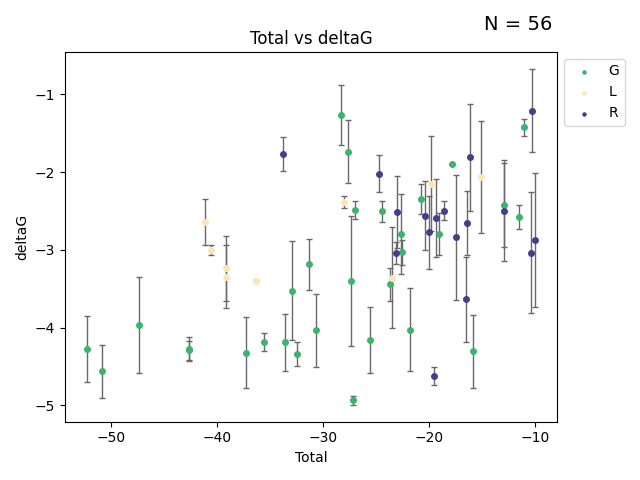 N = 56
Total vs deltaG
G
L
R
−1
−2
−3
−4
−5
deltaG
−50
−40
−30
−20
−10
Total